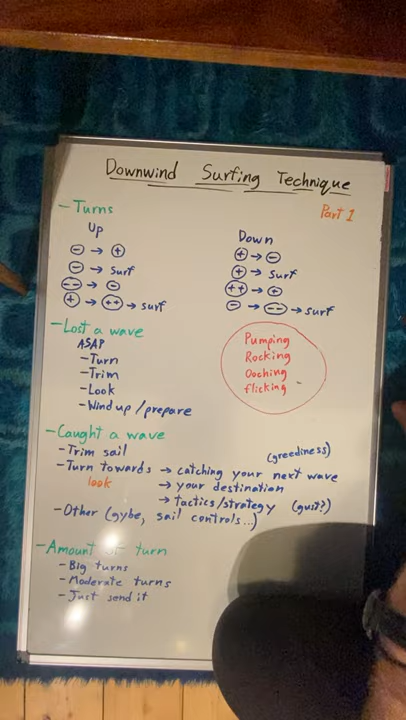 Downwind Surfing Technique
Part 1
- Turns
Up
⊖ → ⊕
⊖ → surf
(--) → ⊖
⊕ → (++) → surf
Down
⊕ → ⊖
⊕ → surf
(++) → ⊕
⊖ → (--) → surf
- Lost a wave
ASAP
- Turn
- Trim
- Look
- Wind up / prepare
Pumping
Rocking
Ooching
flicking
- Caught a wave
- Trim sail
(greediness)
- Turn towards → catching your next wave
look → your destination
→ tactics/strategy (gust?)
- Other (gybe, sail controls...)
- Amount of turn
- Big turns
- Moderate turns
- Just send it